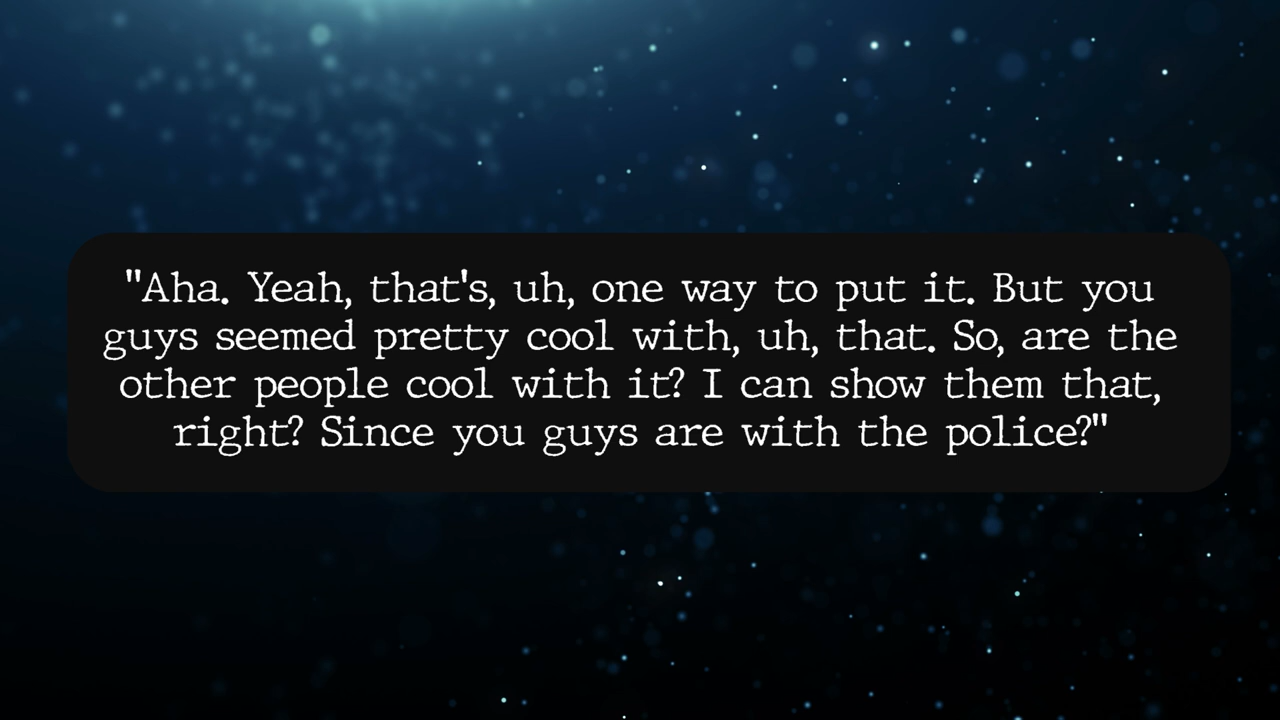 "Aha. Yeah, that's, uh, one way to put it. But you
guys seemed pretty cool with, uh, that. So, are the
other people cool with it? I can show them that,
right? Since you guys are with the police?"